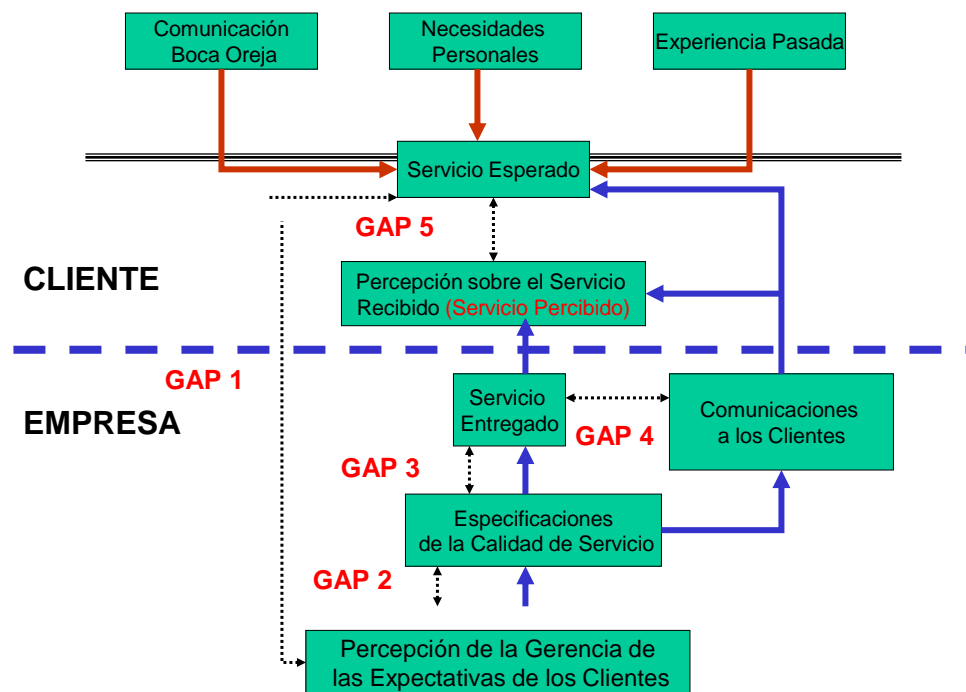 Comunicación
Boca Oreja
Necesidades
Personales
Experiencia Pasada
Servicio Esperado
GAP 5
CLIENTE
Percepción sobre el Servicio
Recibido (Servicio Percibido)
GAP 1
EMPRESA
Servicio
Entregado
GAP 4
Comunicaciones
a los Clientes
GAP 3
Especificaciones
de la Calidad de Servicio
GAP 2
Percepción de la Gerencia de
las Expectativas de los Clientes